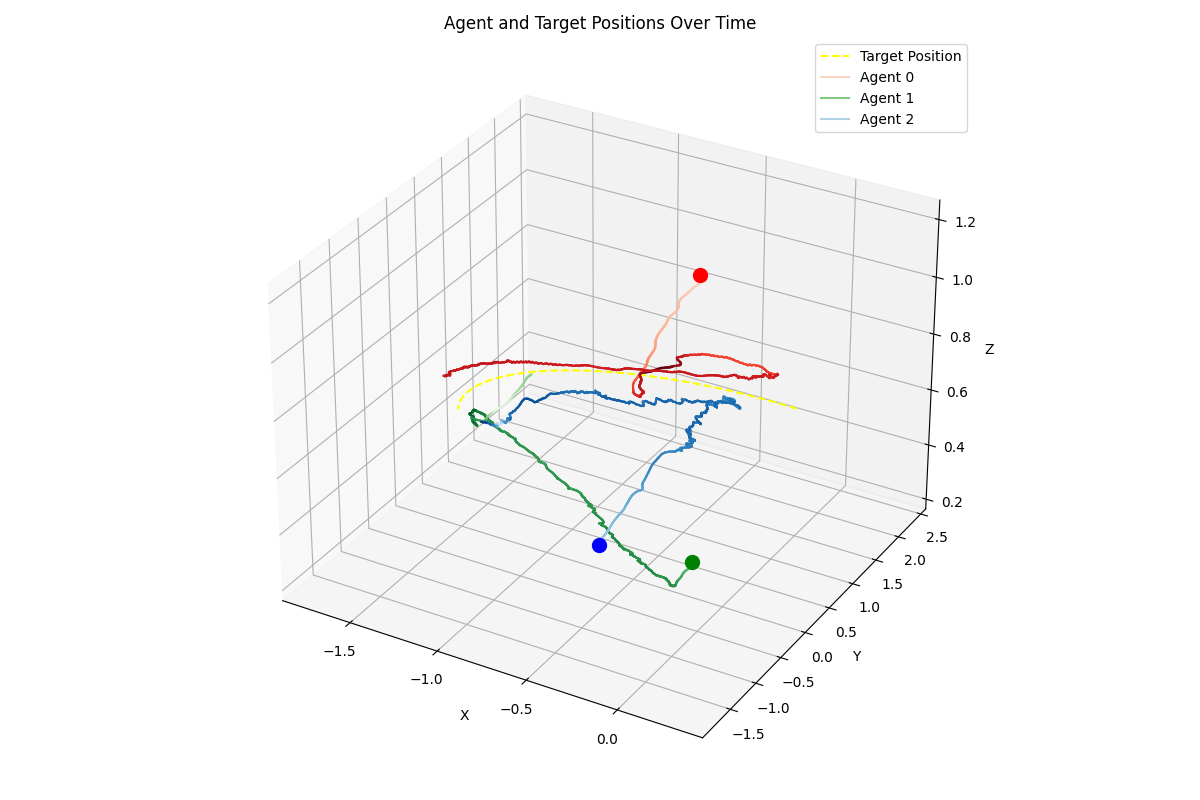 Agent and Target Positions Over Time
Target Position
Agent 0
Agent 1
Agent 2
1.2
1.0
Z
0.8
0.6
0.4
0.2
2.5
2.0
1.5
1.0
0.5
0.0
Y
−0.5
−1.0
−1.5
−1.5
−1.0
X
−0.5
0.0